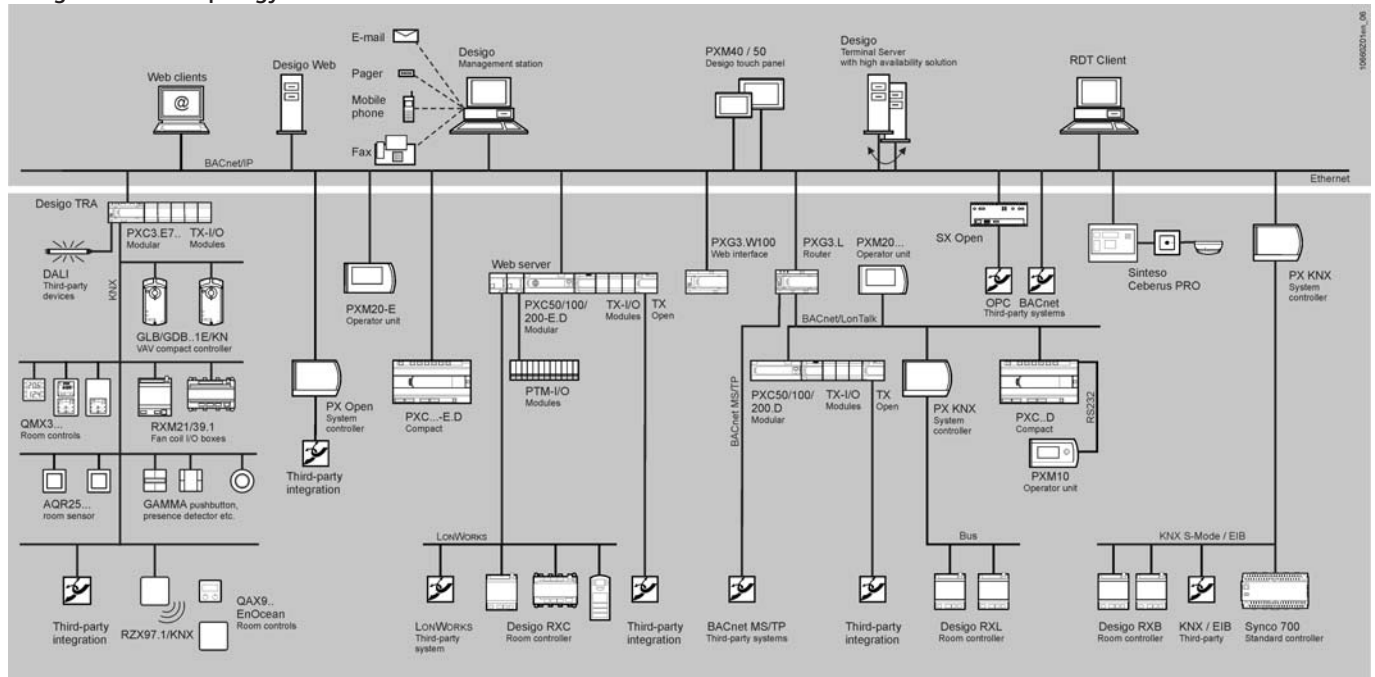 E-mail
Pager
Mobile
phone
Fax
Web clients
@
Desigo Web
Desigo
Management station
PXM40 / 50
Desigo touch panel
Desigo
Terminal Server
with high availability solution
RDT Client
10660Z01en_06
BACnet/IP
Ethernet
Desigo TRA
PXC3.E7..
Modular
TX-I/O
Modules
DALI
Third-party
devices
KNX
GLB/GDB..1E/KN
VAV compact controller
QMX3...
Room controls
RXM21/39.1
Fan coil I/O boxes
AQR25...
room sensor
GAMMA pushbutton,
presence detector etc.
Third-party
integration
RZX97.1/KNX
QAX9..
EnOcean
Room controls
PX Open
System
controller
Third-party
integration
PXM20-E
Operator unit
PXC...-E.D
Compact
Web server
PXC50/100/
200-E.D
Modular
TX-I/O
Modules
TX
Open
PTM-I/O
Modules
LONWORKS
LONWORKS
Third-party
system
Desigo RXC
Room controller
Third-party
integration
PXG3.W100
Web interface
PXG3.L
Router
PXM20...
Operator unit
BACnet/LonTalk
BACnet MS/TP
PXC50/100/
200.D
Modular
TX-I/O
Modules
TX
Open
PX KNX
System
controller
PXC..D
Compact
RS232
PXM10
Operator unit
BACnet MS/TP
Third-party systems
Third-party
integration
Bus
Desigo RXL
Room controller
SX Open
OPC
BACnet
Third-party systems
Sinteso
Ceberus PRO
PX KNX
System
controller
KNX S-Mode / EIB
Desigo RXB
Room controller
KNX / EIB
Third-party
Synco 700
Standard controller